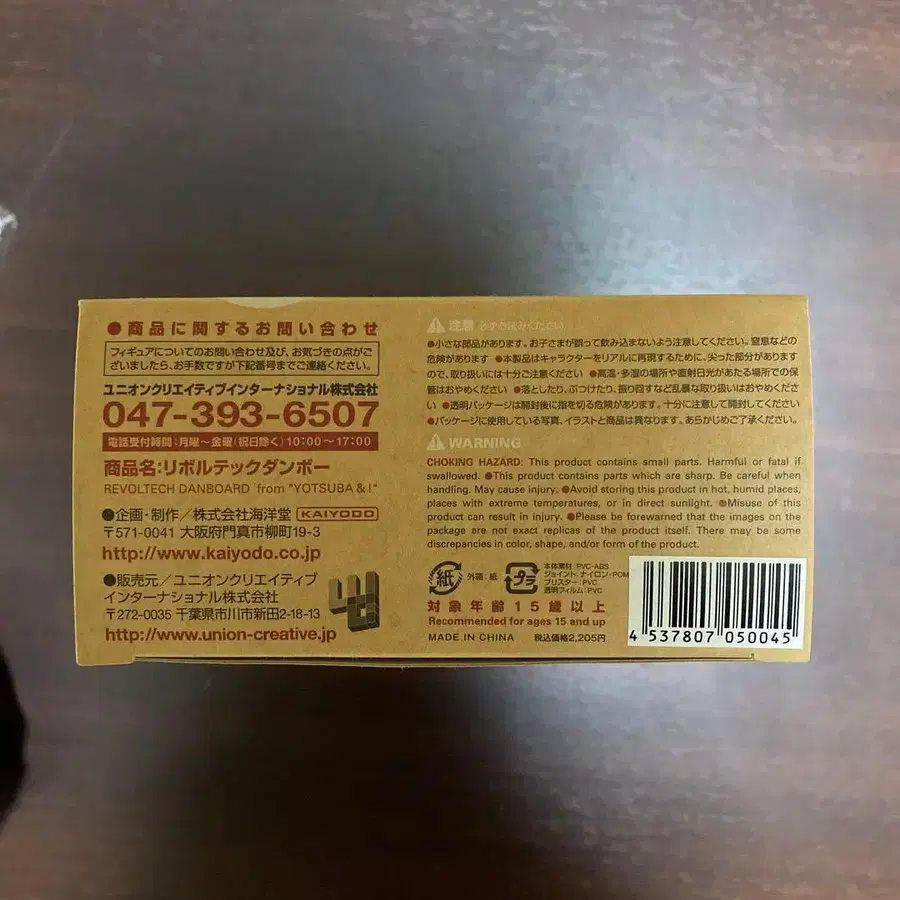 ●商品に関するお問い合わせ
フィギュアについてのお問い合わせ及び、お気づきの点がご
ざいましたら、お手数ですが下記番号までご連絡ください。
ユニオンクリエイティブインターナショナル株式会社
047-393-6507
電話受付時間:月曜～金曜(祝日除く)10:00～17:00
商品名:リボルテックダンボー
REVOLTECH DANBOARD from "YOTSUBA & !"
●企画・制作／株式会社海洋堂 KAIYODO
〒571-0041 大阪府門真市柳町19-3
http://www.kaiyodo.co.jp
●販売元／ユニオンクリエイティブ
インターナショナル株式会社
〒272-0035 千葉県市川市新田2-18-13
http://www.union-creative.jp
注意 必ずお読みください
●小さな部品があります。お子さまが誤って飲み込まないよう注意してください。窒息などの
危険があります ●本製品はキャラクターをリアルに再現するために、尖った部分があります
ので、取り扱いには十分ご注意ください ●高温・多湿の場所や直射日光があたる場所での保
管はおやめください ●落としたり、ぶつけたり、振り回すなど乱暴な取り扱いはおやめくださ
い ●透明パッケージは開封後に指を切る危険があります。十分に注意して開封してください
●パッケージに使用している写真、イラストと商品は異なります。あらかじめご了承ください。
WARNING
CHOKING HAZARD: This product contains small parts. Harmful or fatal if
swallowed. ●This product contains parts which are sharp. Be careful when
handling. May cause injury. ●Avoid storing this product in hot, humid places,
places with extreme temperatures, or in direct sunlight. ●Misuse of this
product can result in injury. ●Please be forewarned that the images on the
package are not exact replicas of the product itself. There may be some
discrepancies in color, shape, and/or form of the product.
紙 外箱:紙 プラ
本体素材:PVC・ABS
ジョイント:ナイロン・POM
ブリスター:PVC
透明フィルム:PVC
対象年齢15歳以上
Recommended for ages 15 and up
MADE IN CHINA 税込価格2,205円
4 537807 050045